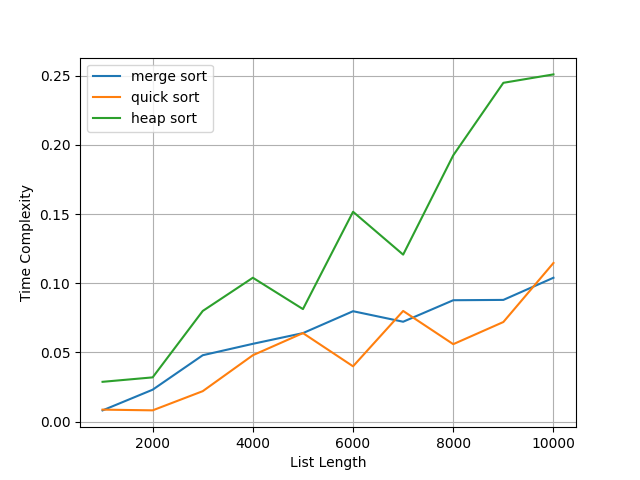 merge sort
quick sort
heap sort
0.25
0.20
0.15
0.10
0.05
0.00
Time Complexity
2000 4000 6000 8000 10000
List Length